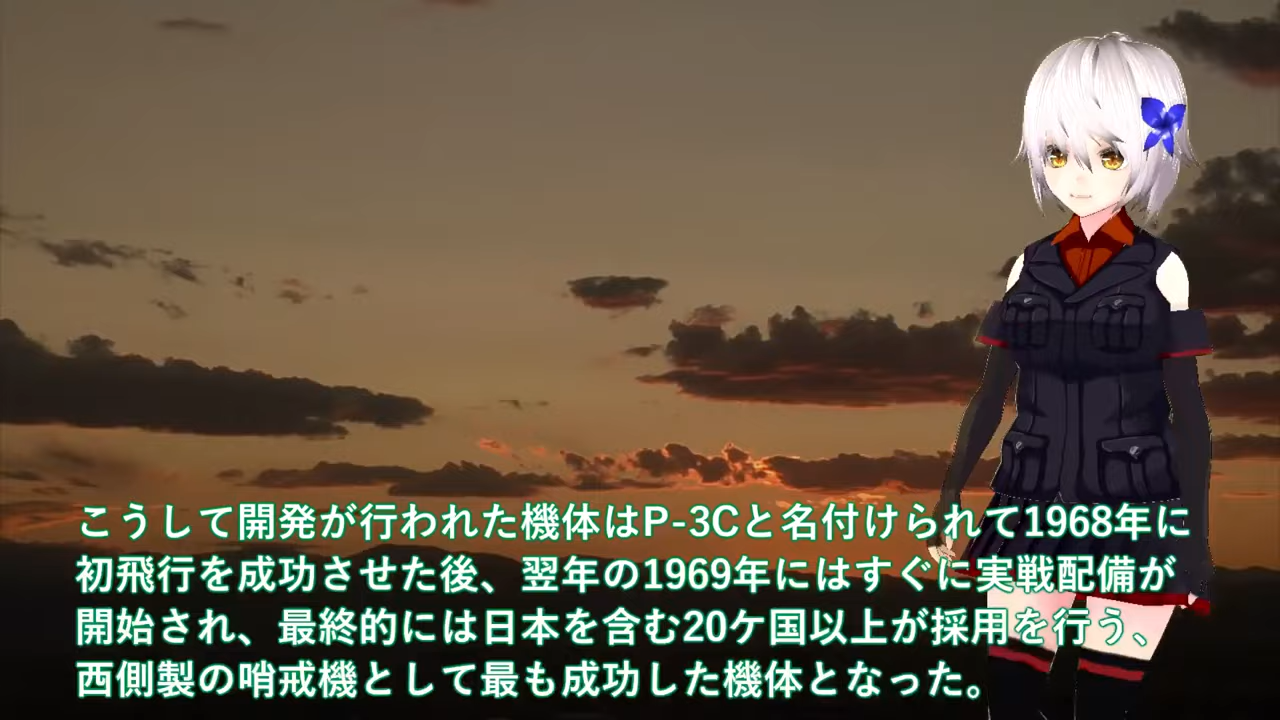 こうして開発が行われた機体はP-3Cと名付けられて1968年に
初飛行を成功させた後、翌年の1969年にはすぐに実戦配備が
開始され、最終的には日本を含む20ケ国以上が採用を行う、
西側製の哨戒機として最も成功した機体となった。